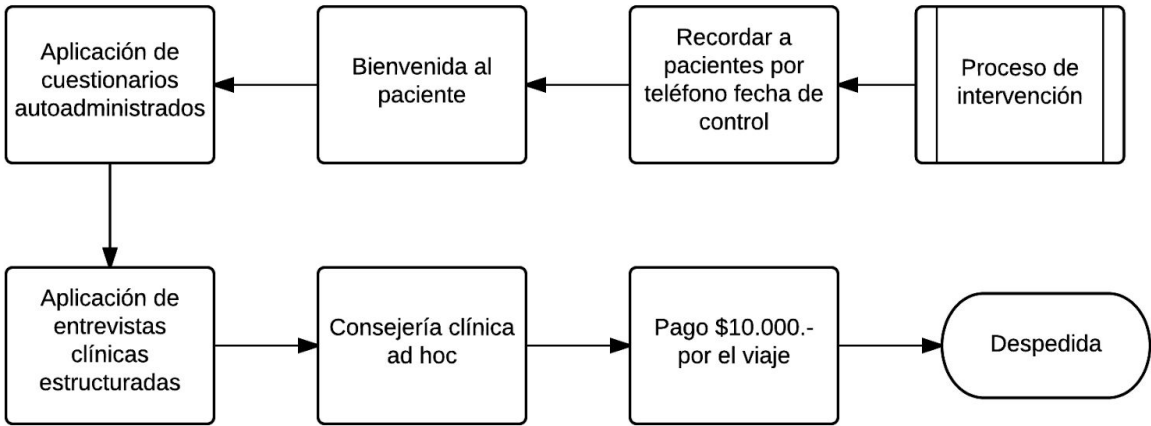 Aplicación de
cuestionarios
autoadministrados
Bienvenida al
paciente
Recordar a
pacientes por
teléfono fecha de
control
Proceso de
intervención
Aplicación de
entrevistas
clínicas
estructuradas
Consejería clínica
ad hoc
Pago $10.000.-
por el viaje
Despedida